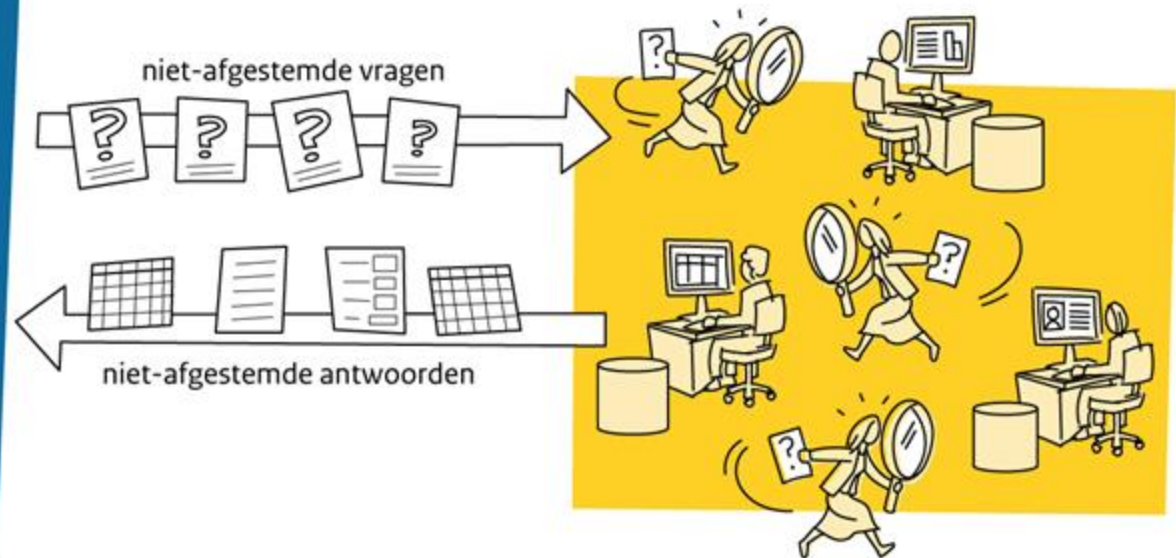 niet-afgestemde vragen
? ? ? ?
?
?
niet-afgestemde antwoorden
?